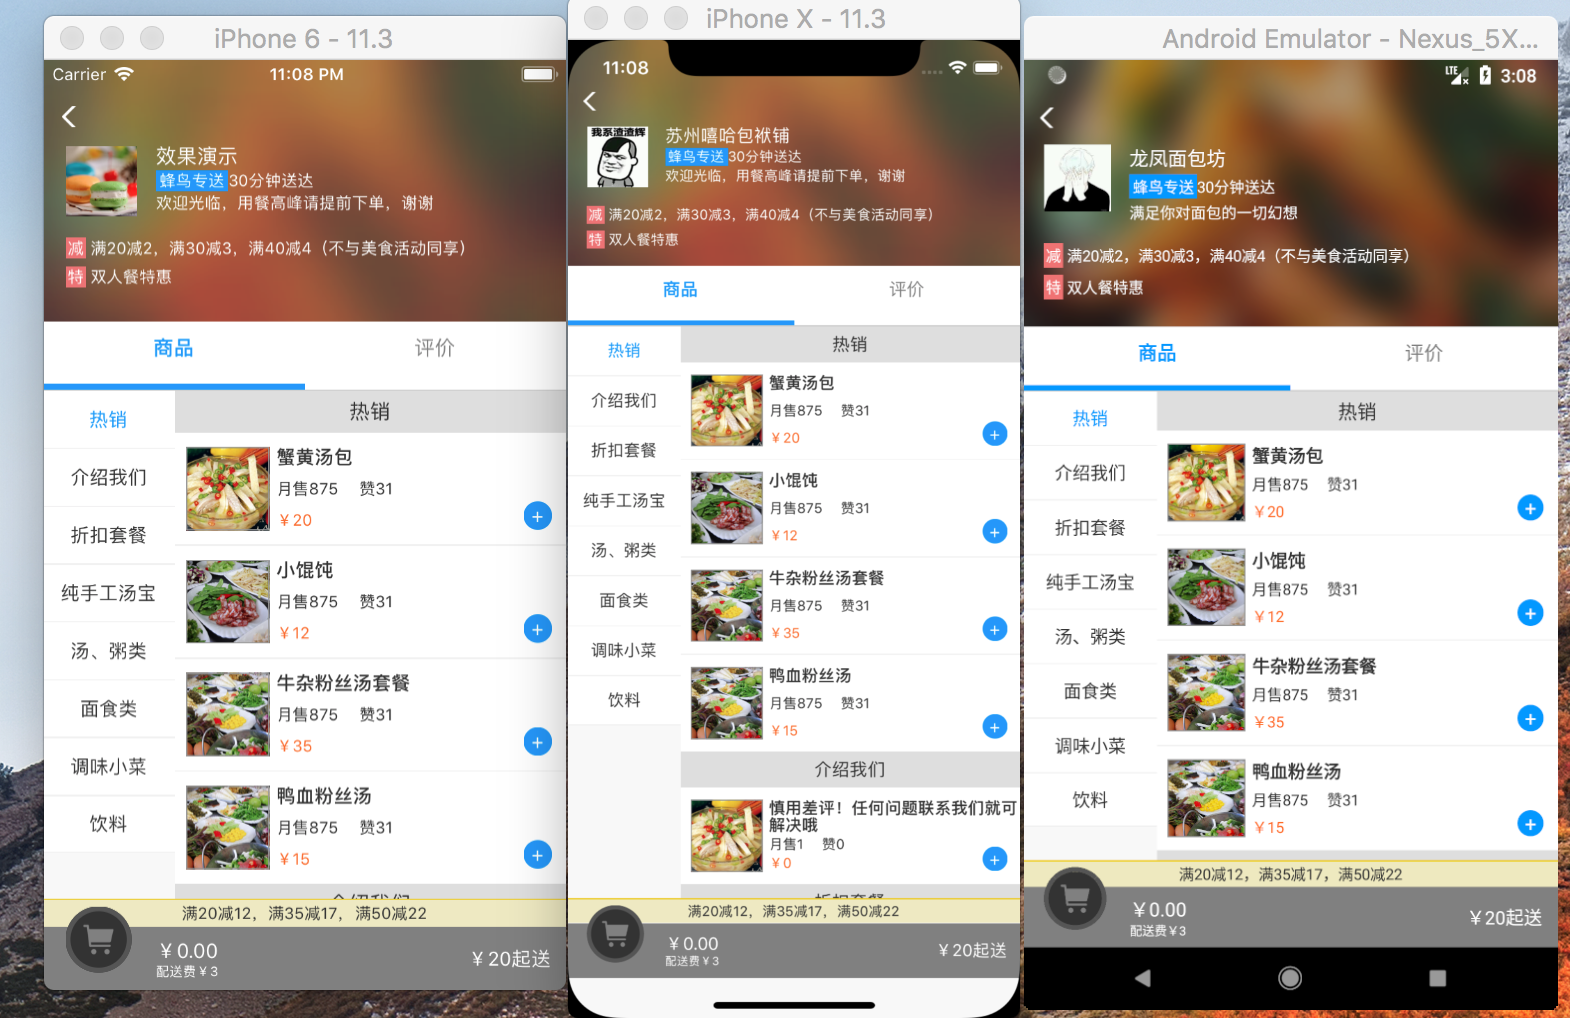 iPhone 6 - 11.3
Carrier
11:08 PM
效果演示
蜂鸟专送 30分钟送达
欢迎光临，用餐高峰请提前下单，谢谢
减 满20减2，满30减3，满40减4（不与美食活动同享）
特 双人餐特惠
商品
评价
热销
介绍我们
折扣套餐
纯手工汤宝
汤、粥类
面食类
调味小菜
饮料
热销
蟹黄汤包
月售875 赞31
￥20
小馄饨
月售875 赞31
￥12
牛杂粉丝汤套餐
月售875 赞31
￥35
鸭血粉丝汤
月售875 赞31
￥15
介绍我们
满20减12，满35减17，满50减22
￥0.00
配送费￥3
￥20起送
iPhone X - 11.3
11:08
我系渣渣辉
苏州嘻哈包袱铺
蜂鸟专送 30分钟送达
欢迎光临，用餐高峰请提前下单，谢谢
减 满20减2，满30减3，满40减4（不与美食活动同享）
特 双人餐特惠
商品
评价
热销
介绍我们
折扣套餐
纯手工汤宝
汤、粥类
面食类
调味小菜
饮料
热销
蟹黄汤包
月售875 赞31
￥20
小馄饨
月售875 赞31
￥12
牛杂粉丝汤套餐
月售875 赞31
￥35
鸭血粉丝汤
月售875 赞31
￥15
介绍我们
慎用差评！任何问题联系我们就可
解决哦
月售1 赞0
￥0
折扣套餐
满20减12，满35减17，满50减22
￥0.00
配送费￥3
￥20起送
Android Emulator - Nexus_5X...
LTE
3:08
龙凤面包坊
蜂鸟专送 30分钟送达
满足你对面包的一切幻想
减 满20减2，满30减3，满40减4（不与美食活动同享）
特 双人餐特惠
商品
评价
热销
介绍我们
折扣套餐
纯手工汤宝
汤、粥类
面食类
调味小菜
饮料
热销
蟹黄汤包
月售875 赞31
￥20
小馄饨
月售875 赞31
￥12
牛杂粉丝汤套餐
月售875 赞31
￥35
鸭血粉丝汤
月售875 赞31
￥15
满20减12，满35减17，满50减22
￥0.00
配送费￥3
￥20起送